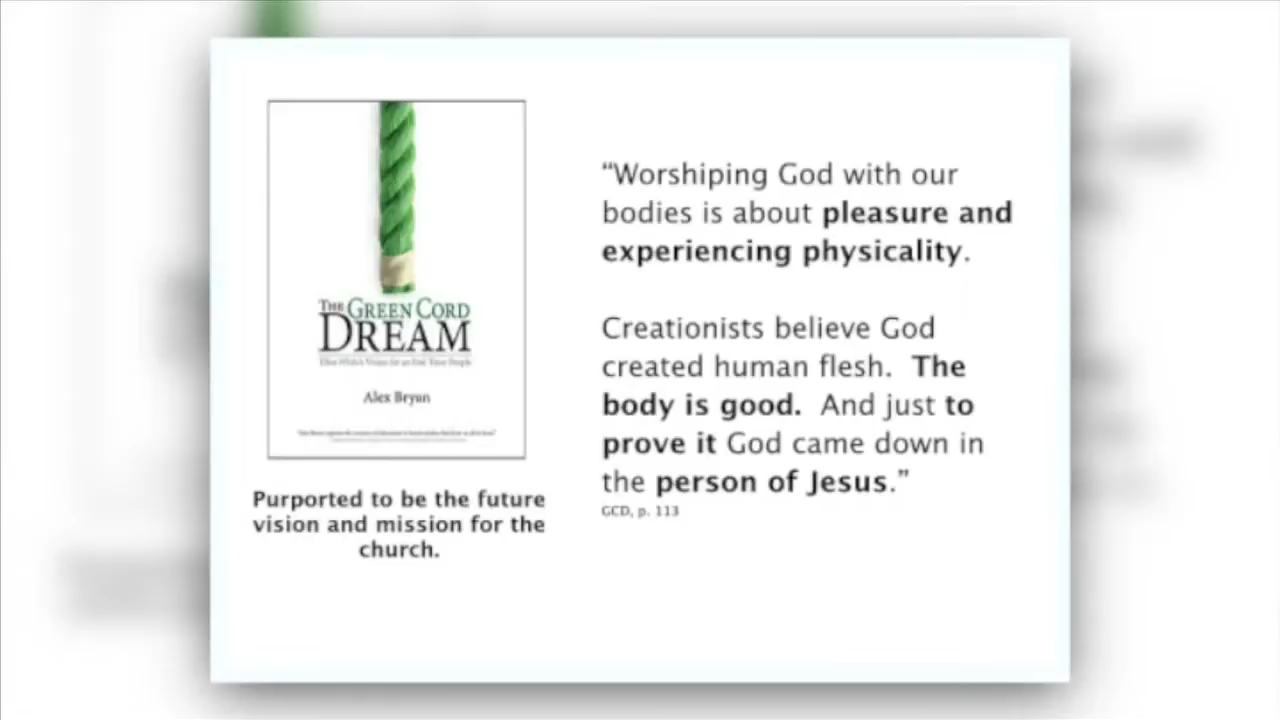 THE GREEN CORD
DREAM
Alex Bryan
Purported to be the future
vision and mission for the
church.
“Worshiping God with our
bodies is about pleasure and
experiencing physicality.
Creationists believe God
created human flesh. The
body is good. And just to
prove it God came down in
the person of Jesus.”
GCD, p. 113